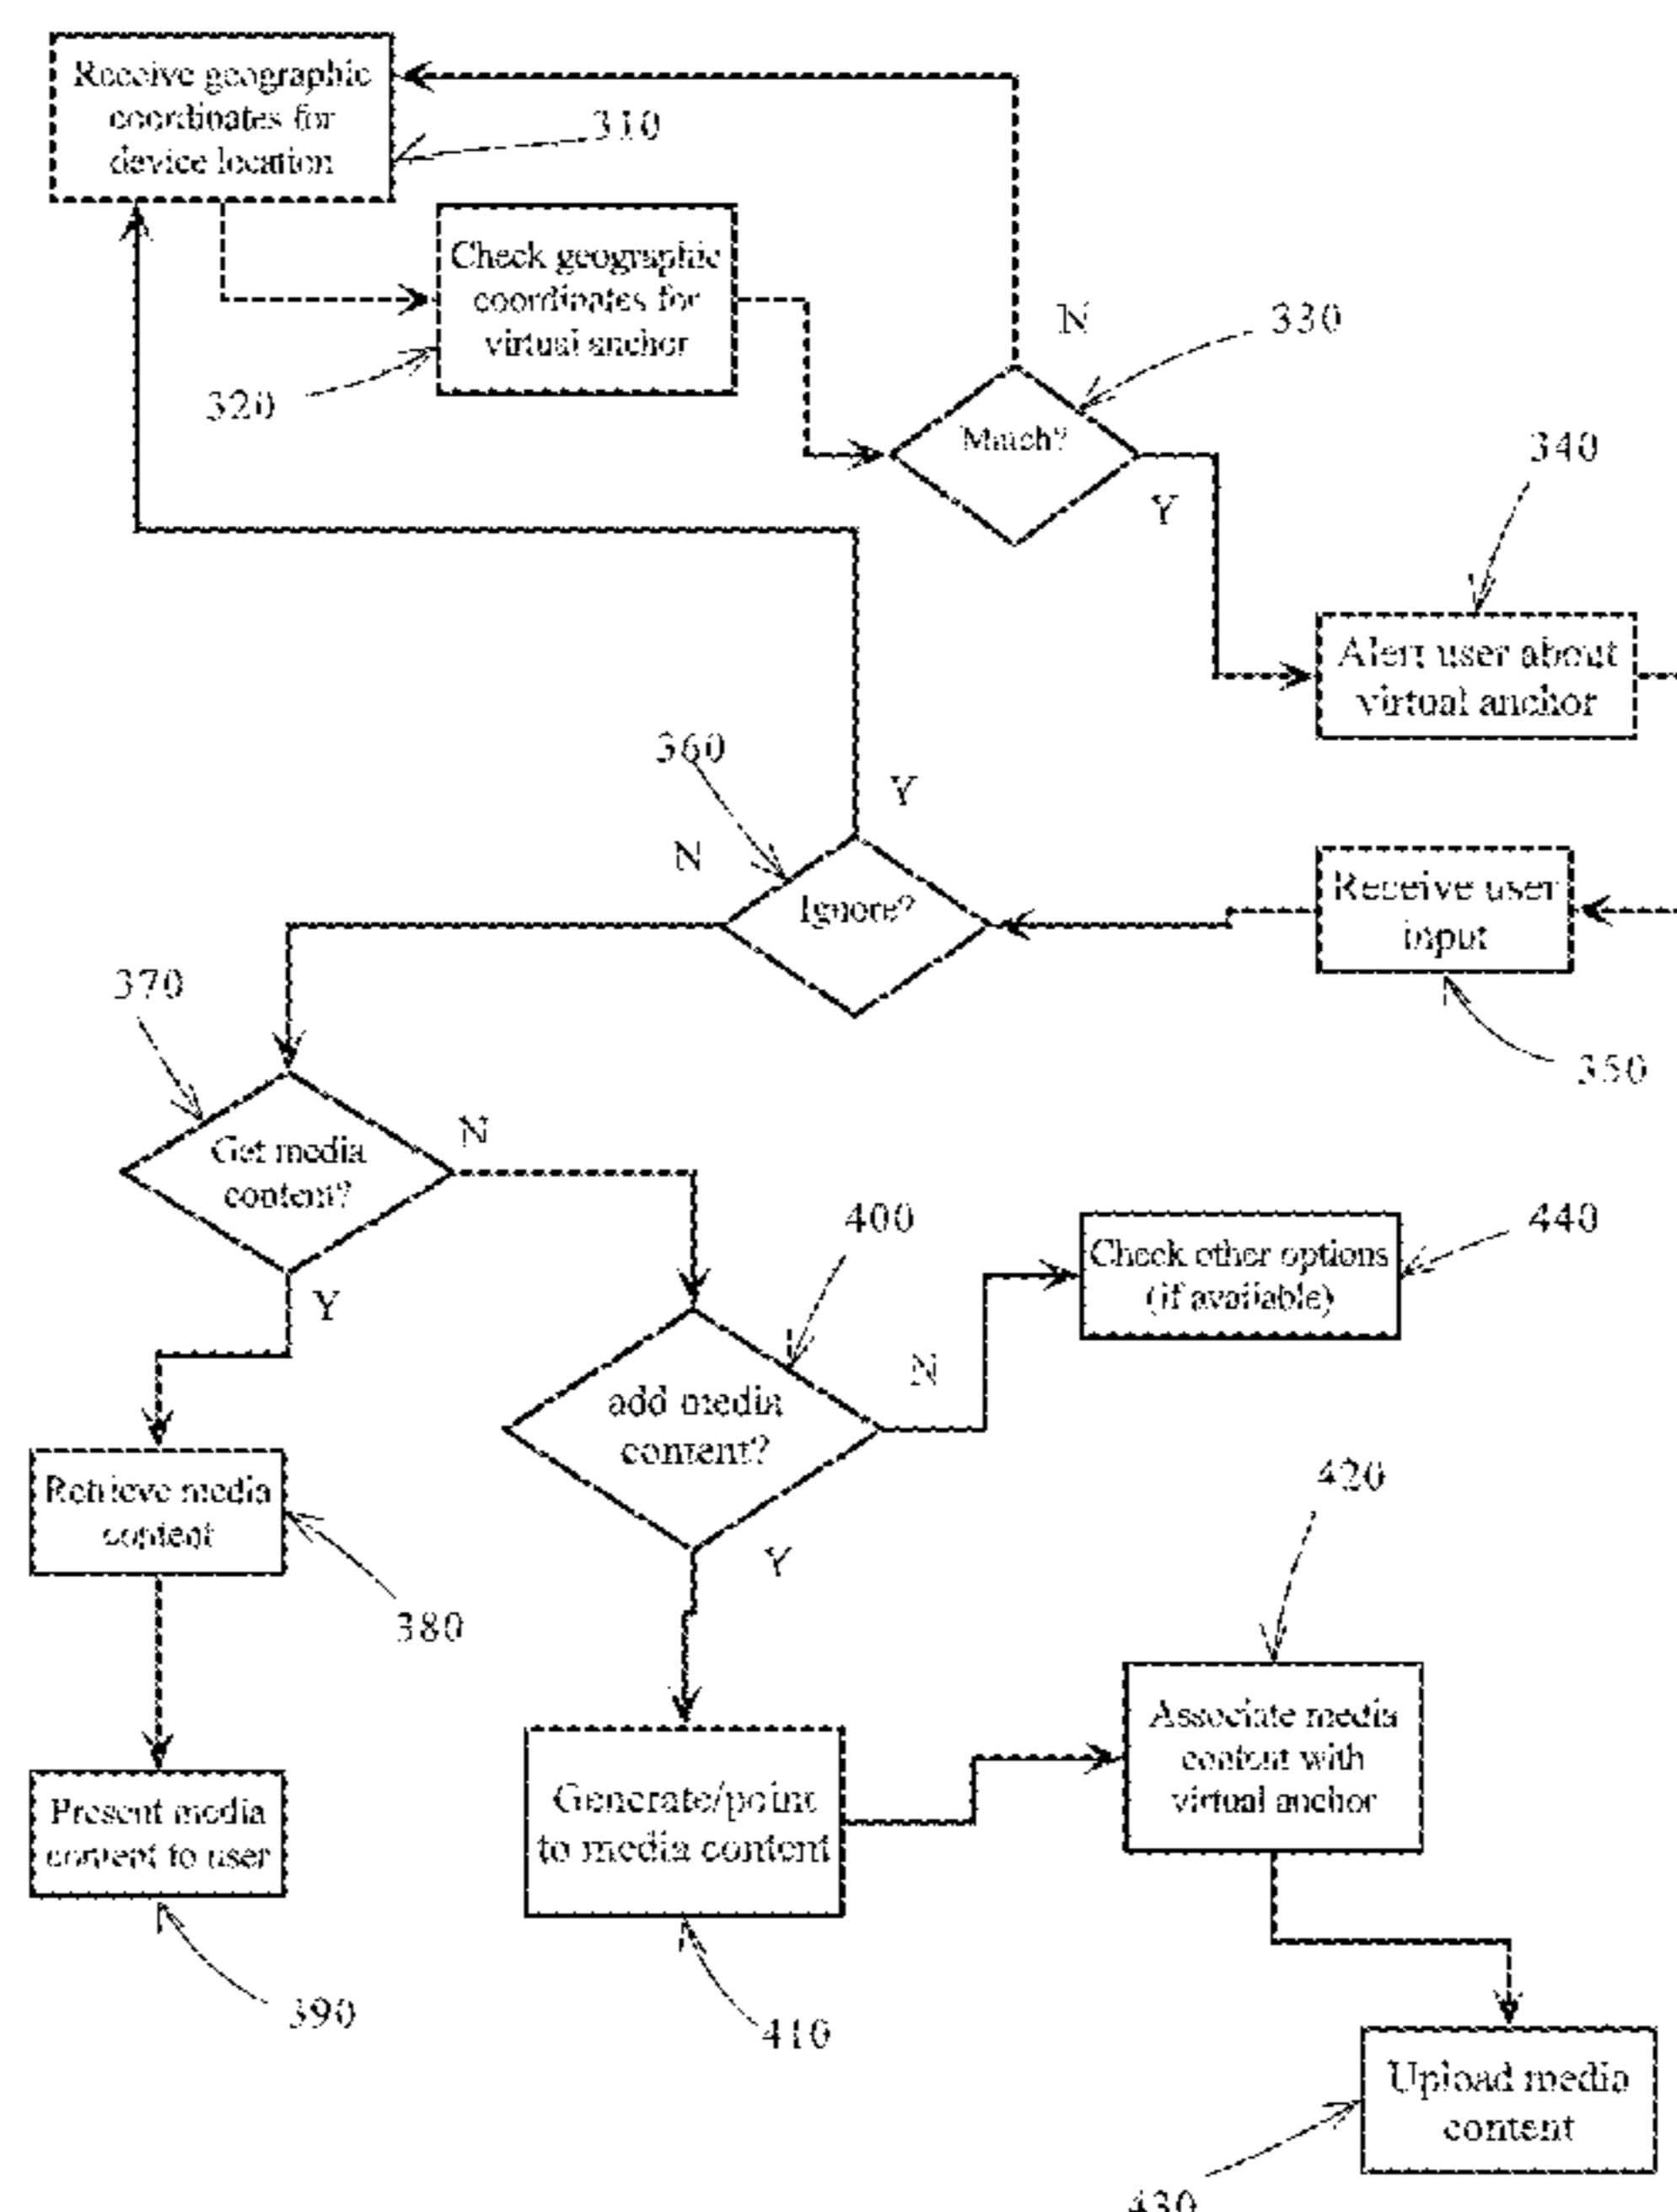 Receive geographic
coordinates for
device location
310
Check geographic
coordinates for
virtual anchor
320
N
330
Match?
Y
340
Alert user about
virtual anchor
360
Y
N
Ignore?
Receive user
input
350
370
Get media
content?
N
Y
400
440
Check other options
(if available)
add media
content?
N
Y
Retrieve media
content
380
420
Associate media
content with
virtual anchor
Present media
content to user
390
Generate/point
to media content
410
Upload media
content
430